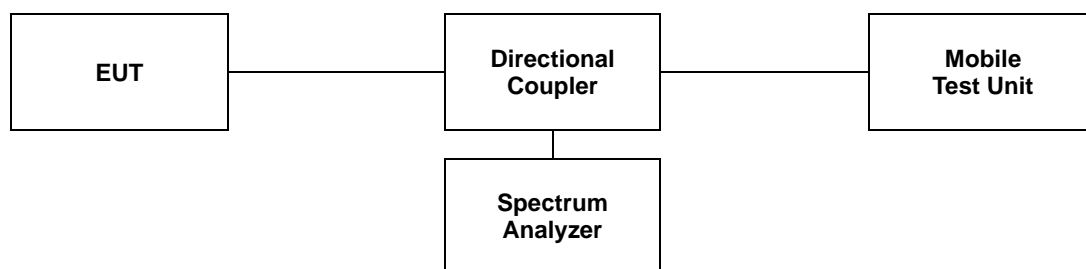 EUT
Directional
Coupler
Mobile
Test Unit
Spectrum
Analyzer